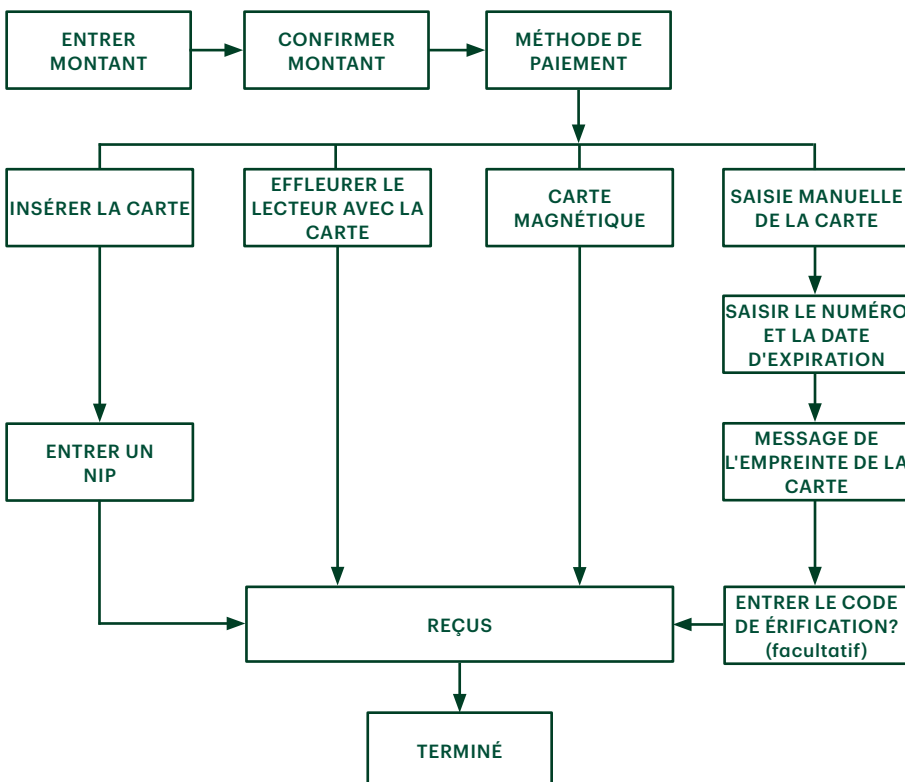 ENTRER
MONTANT
CONFIRMER
MONTANT
MÉTHODE DE
PAIEMENT
INSÉRER LA CARTE
EFFLEURER LE
LECTEUR AVEC LA
CARTE
CARTE
MAGNÉTIQUE
SAISIE MANUELLE
DE LA CARTE
SAISIR LE NUMÉRO
ET LA DATE
D'EXPIRATION
ENTRER UN
NIP
MESSAGE DE
L'EMPREINTE DE LA
CARTE
REÇUS
ENTRER LE CODE
DE ÉRIFICATION?
(facultatif)
TERMINÉ